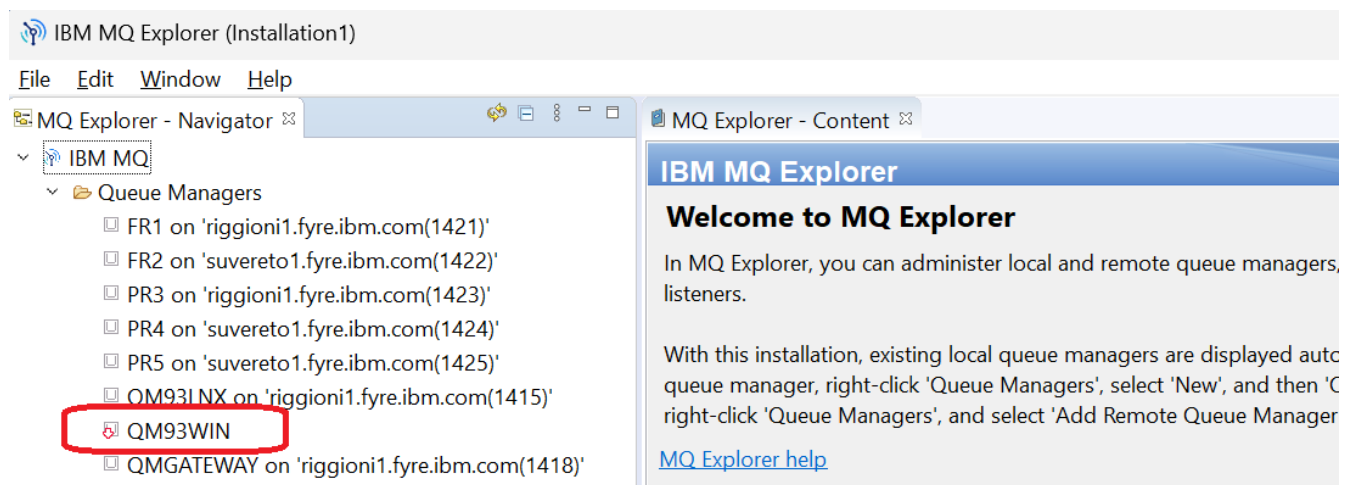 IBM MQ Explorer (Installation1)
File Edit Window Help
MQ Explorer - Navigator
MQ Explorer - Content
IBM MQ
Queue Managers
FR1 on 'riggioni1.fyre.ibm.com(1421)'
FR2 on 'suvereto1.fyre.ibm.com(1422)'
PR3 on 'riggioni1.fyre.ibm.com(1423)'
PR4 on 'suvereto1.fyre.ibm.com(1424)'
PR5 on 'suvereto1.fyre.ibm.com(1425)'
QM93LNX on 'riggioni1.fyre.ibm.com(1415)'
QM93WIN
QMGATEWAY on 'riggioni1.fyre.ibm.com(1418)'
IBM MQ Explorer
Welcome to MQ Explorer
In MQ Explorer, you can administer local and remote queue managers,
listeners.
With this installation, existing local queue managers are displayed auto
queue manager, right-click 'Queue Managers', select 'New', and then 'C
right-click 'Queue Managers', and select 'Add Remote Queue Manager
MQ Explorer help